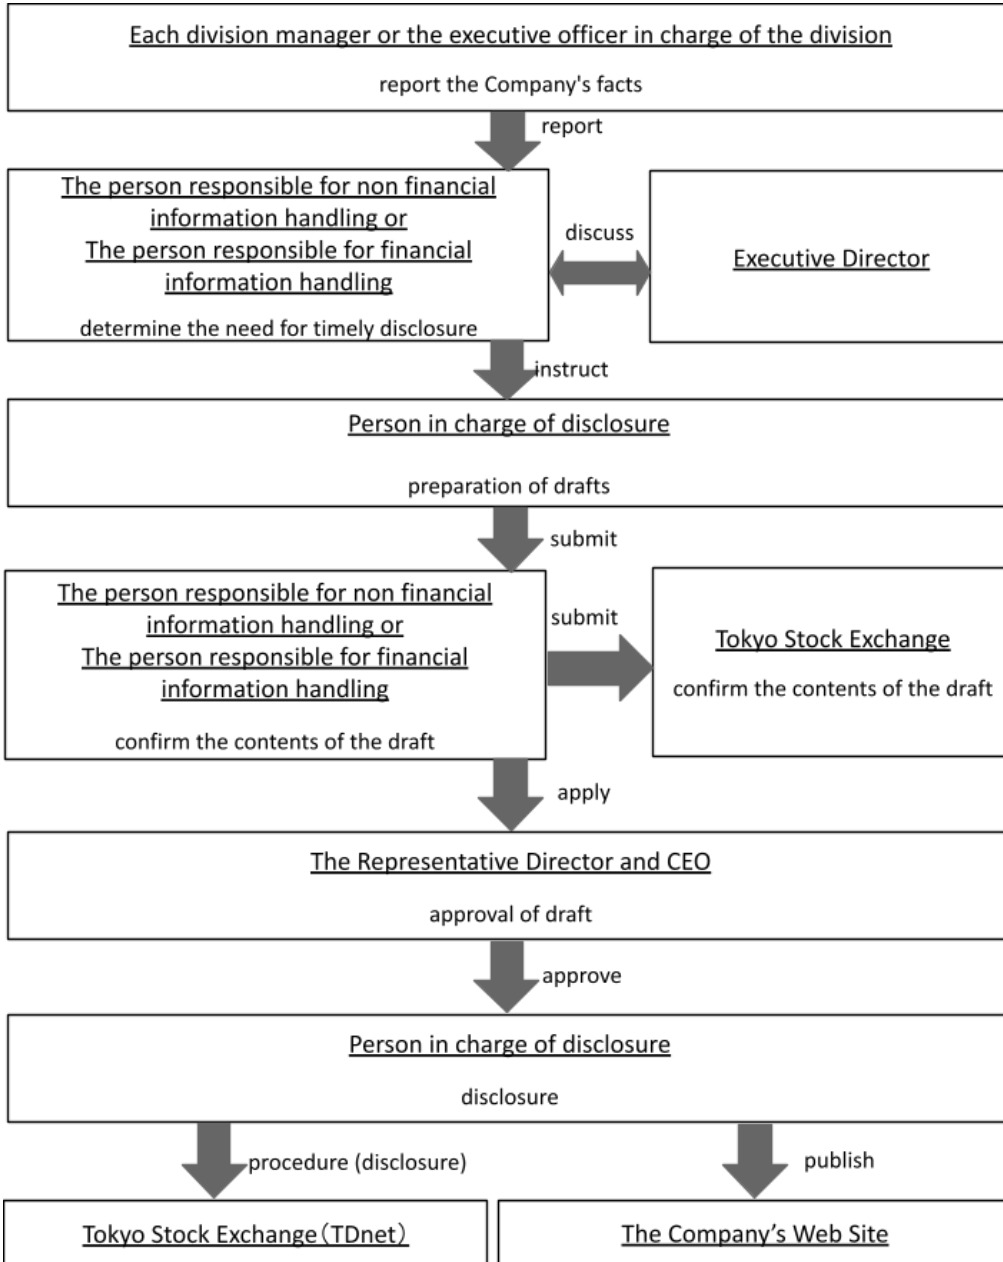 Each division manager or the executive officer in charge of the division
report the Company's facts
report
The person responsible for non financial
information handling or
The person responsible for financial
information handling
determine the need for timely disclosure
discuss
Executive Director
instruct
Person in charge of disclosure
preparation of drafts
submit
The person responsible for non financial
information handling or
The person responsible for financial
information handling
confirm the contents of the draft
submit
Tokyo Stock Exchange
confirm the contents of the draft
apply
The Representative Director and CEO
approval of draft
approve
Person in charge of disclosure
disclosure
procedure (disclosure)
publish
Tokyo Stock Exchange（TDnet）
The Company’s Web Site